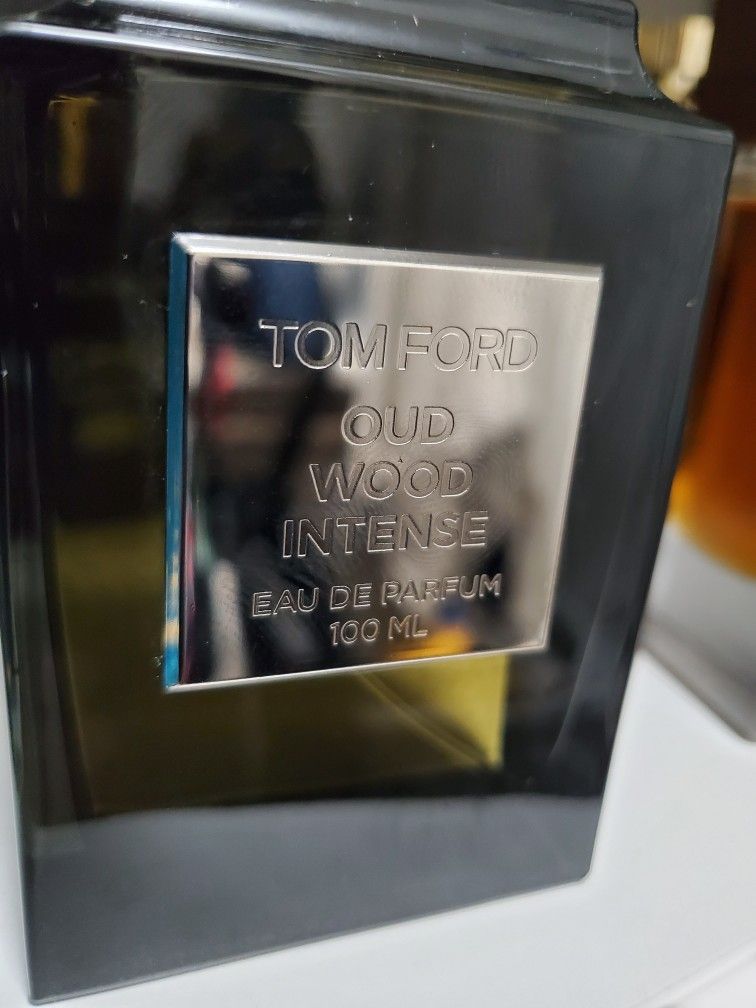 TOM FORD
OUD
WOOD
INTENSE
EAU DE PARFUM
100 ML